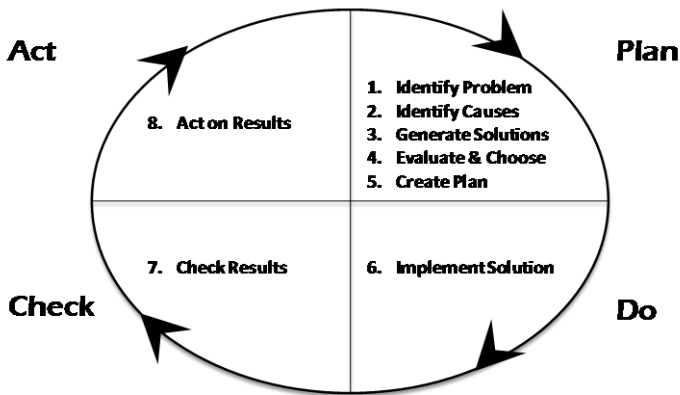 Act
Plan
1. Identify Problem
2. Identify Causes
3. Generate Solutions
4. Evaluate & Choose
5. Create Plan
8. Act on Results
7. Check Results
6. Implement Solution
Check
Do